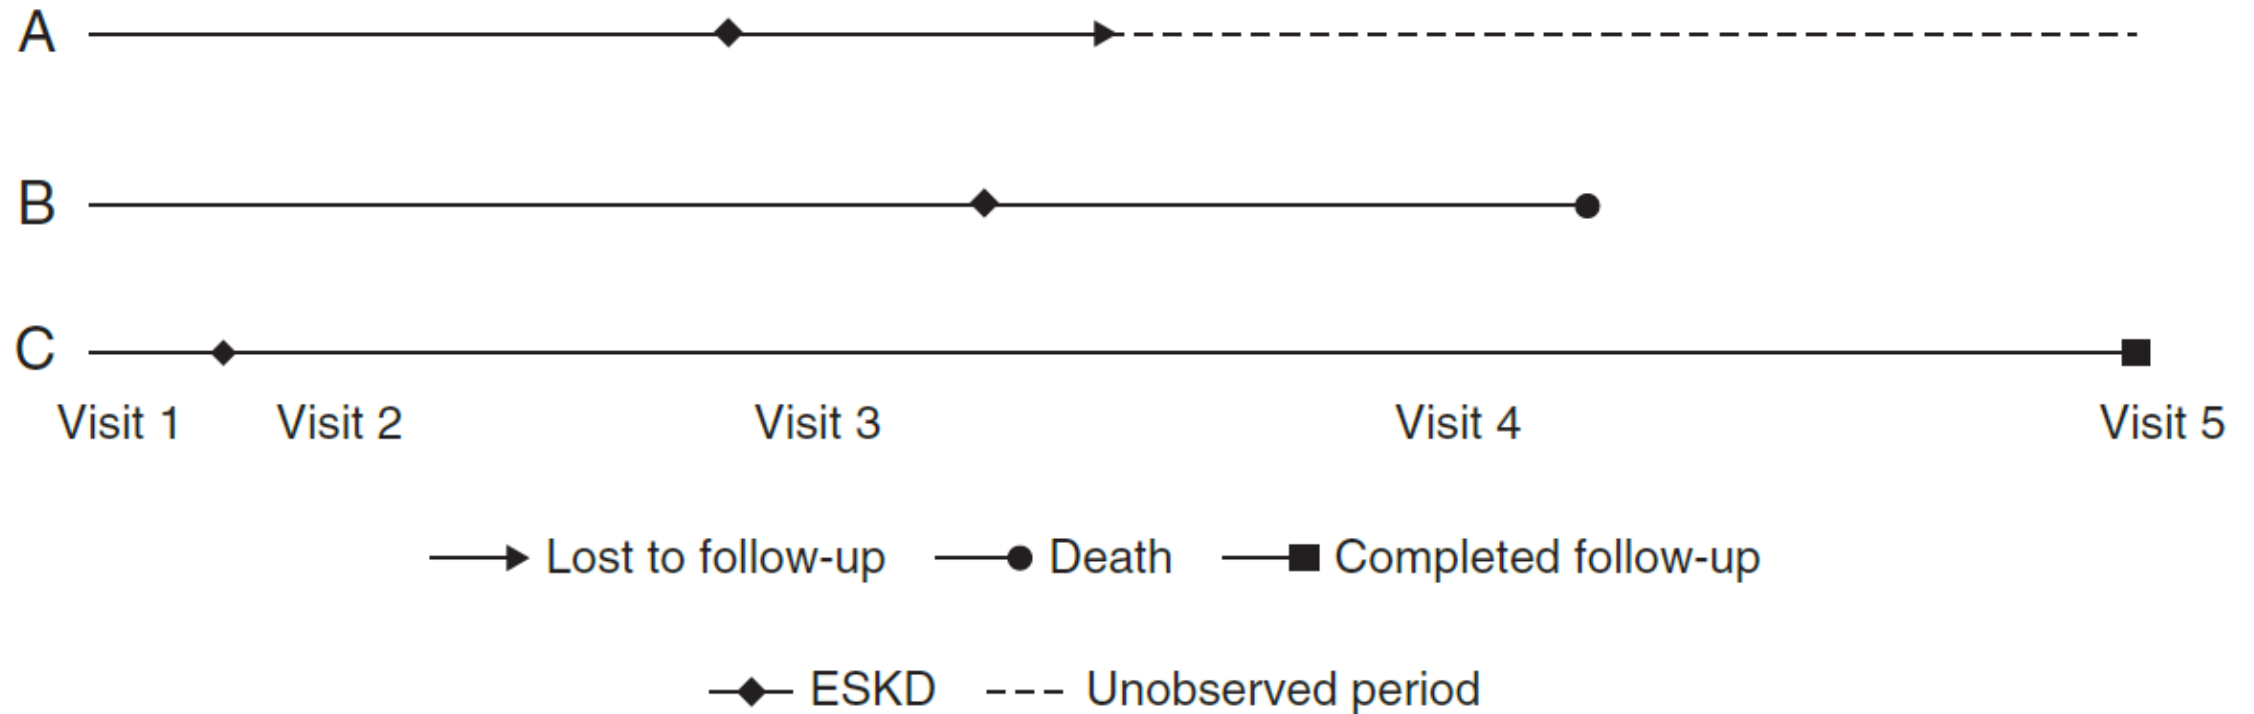 A
B
C
Visit 1 Visit 2 Visit 3 Visit 4 Visit 5
Lost to follow-up Death Completed follow-up
ESKD Unobserved period